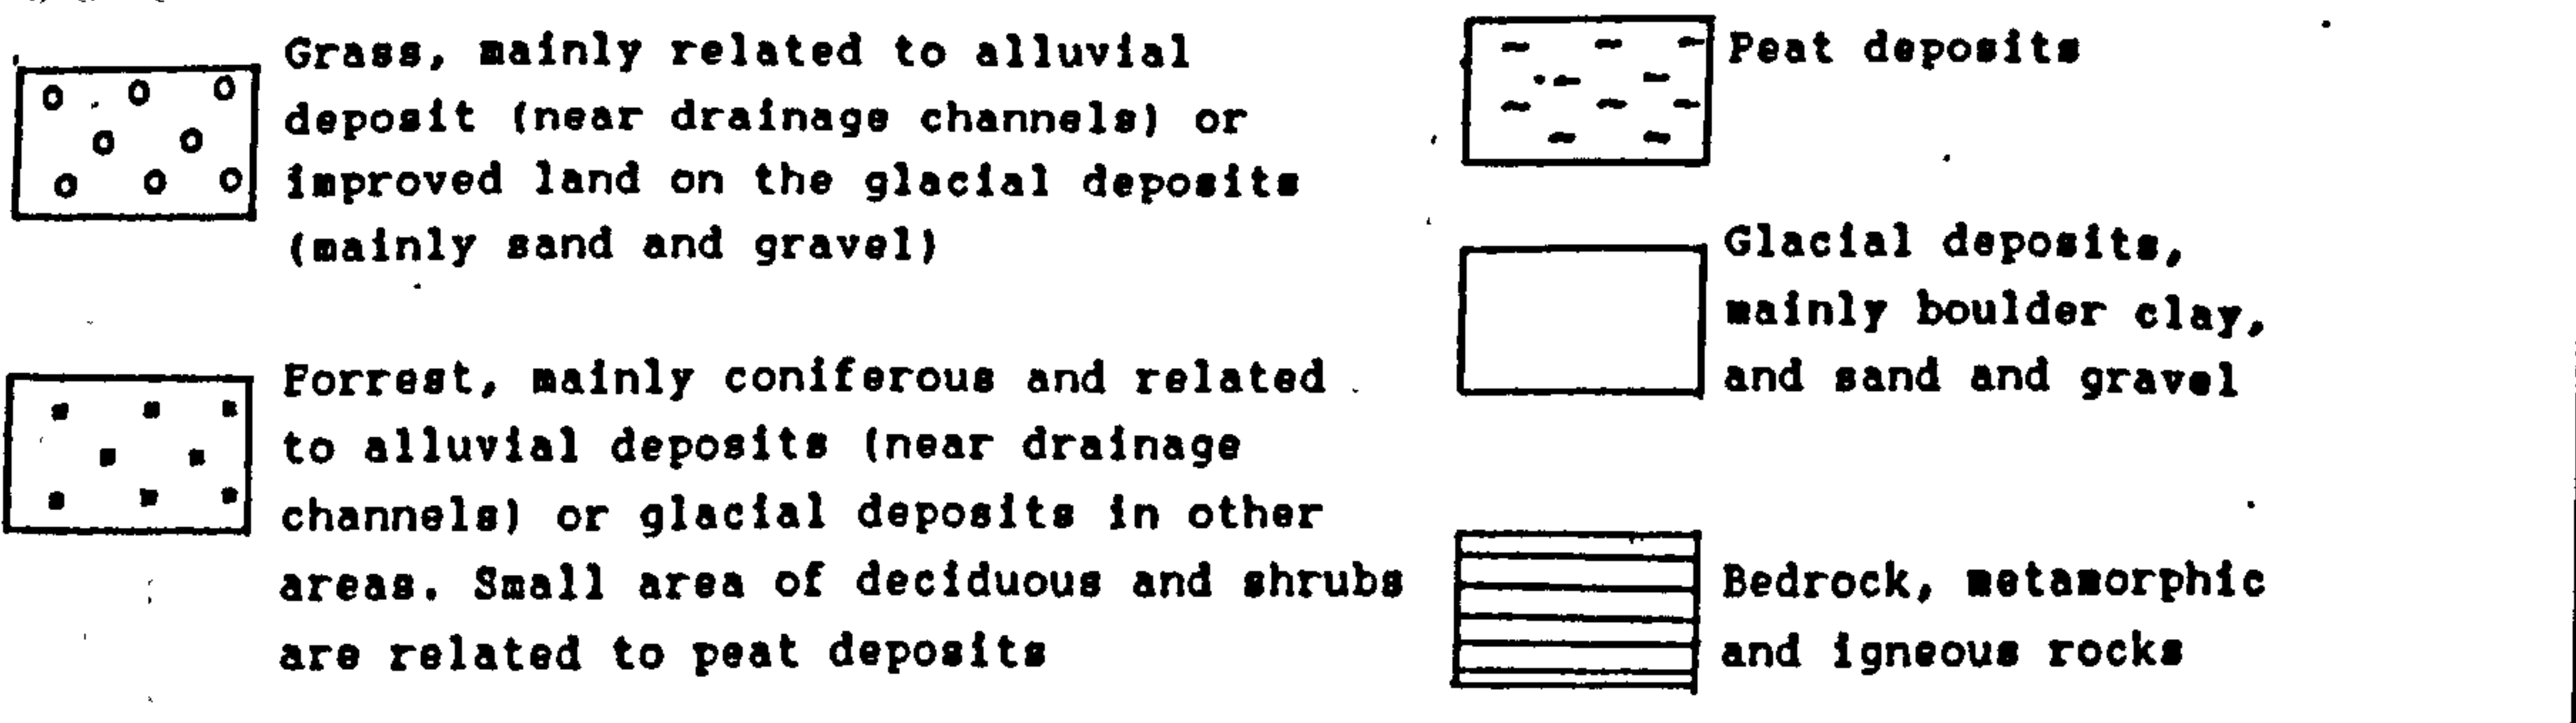 Grass, mainly related to alluvial
deposit (near drainage channels) or
improved land on the glacial deposits
(mainly sand and gravel)
Forrest, mainly coniferous and related
to alluvial deposits (near drainage
channels) or glacial deposits in other
areas. Small area of deciduous and shrubs
are related to peat deposits
Peat deposits
Glacial deposits,
mainly boulder clay,
and sand and gravel
Bedrock, metamorphic
and igneous rocks